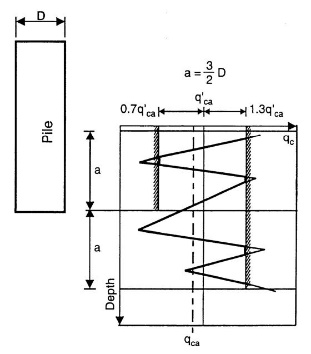 D
a = 3/2 D
q'ca
0.7q'ca
1.3q'ca
qc
Pile
a
a
Depth
qca